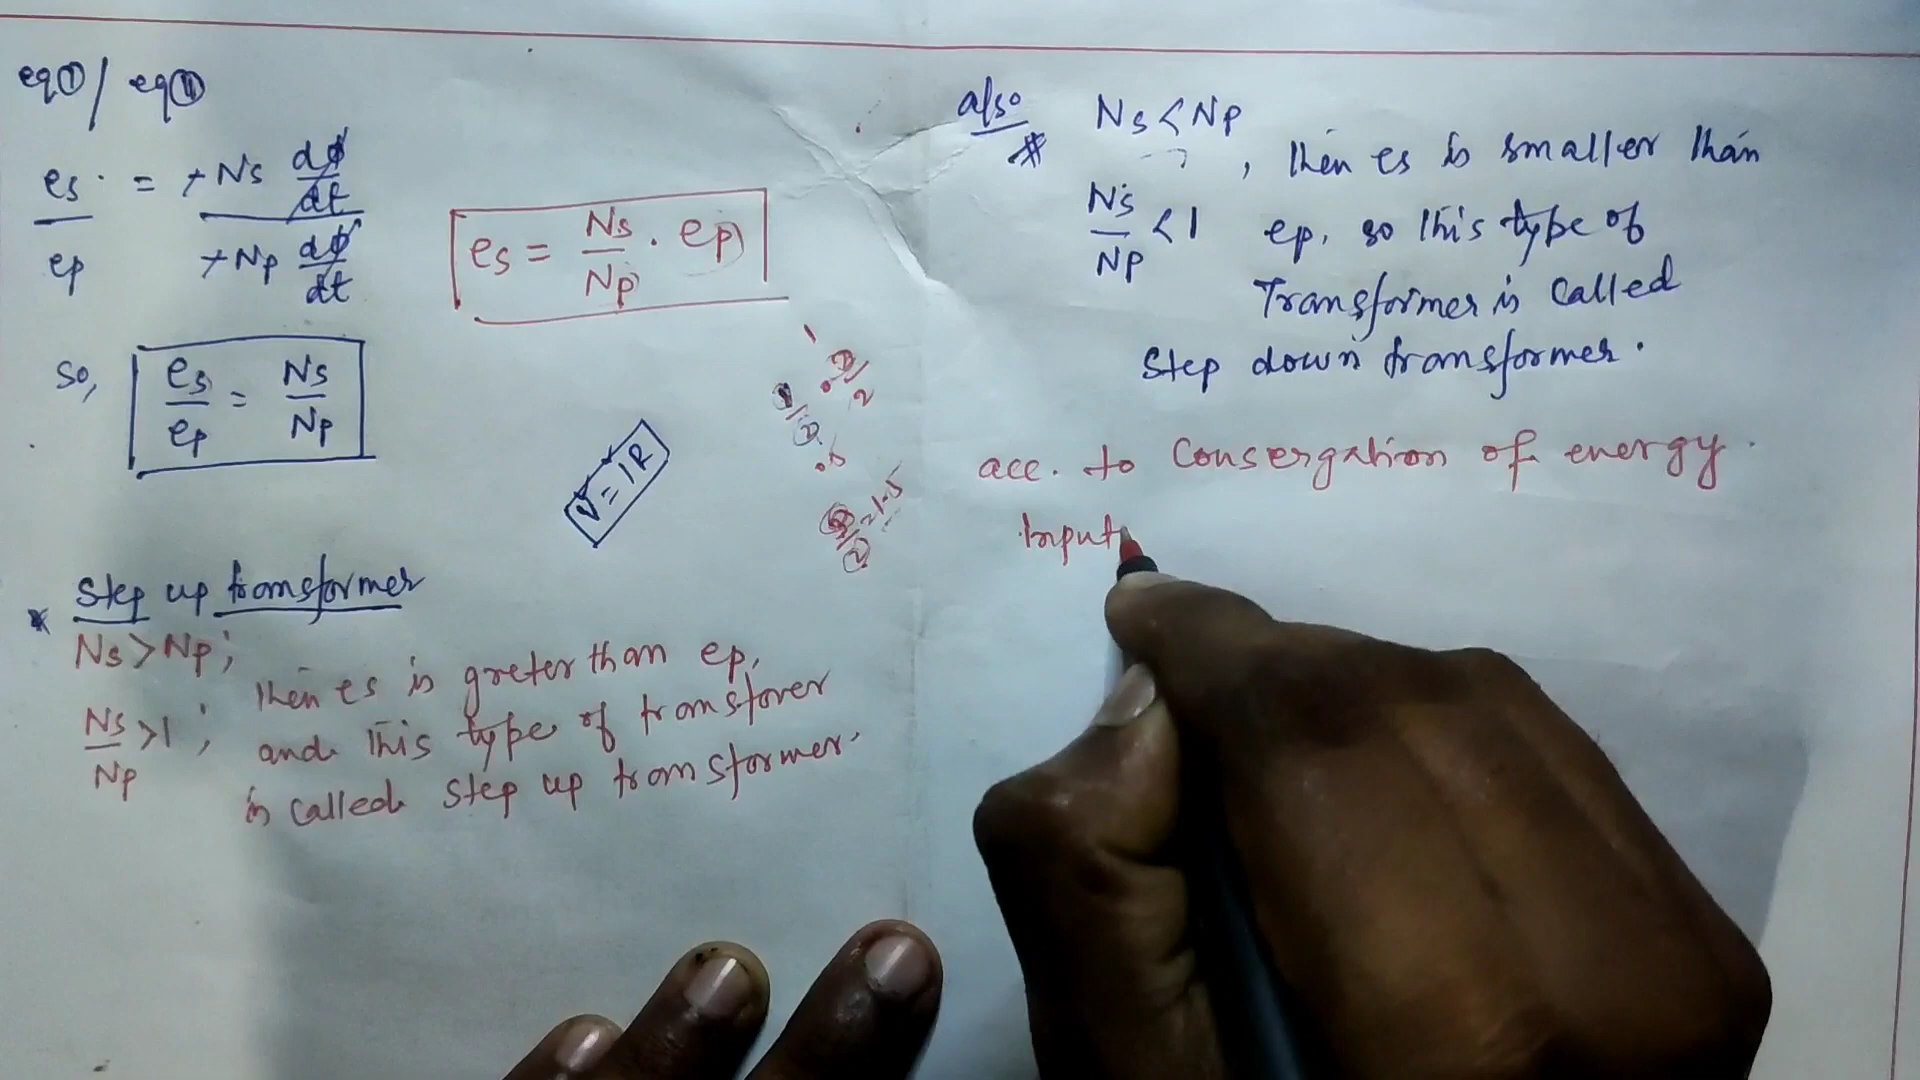 eq①/ eq⑪
es = +Ns dφ/dt
ep +Np dφ/dt
es = Ns/Np . ep
So, es/ep = Ns/Np
V = IR
* Step up transformer
Ns>Np;
Ns/Np >1; then es is greter than ep,
and this type of transfover
is called Step up transformer.
also
* Ns<Np
Ns/Np <1, then es is smaller than
ep, so this type of
Transformer is called
Step down transformer.
acc. to Consergation of energy.
Input